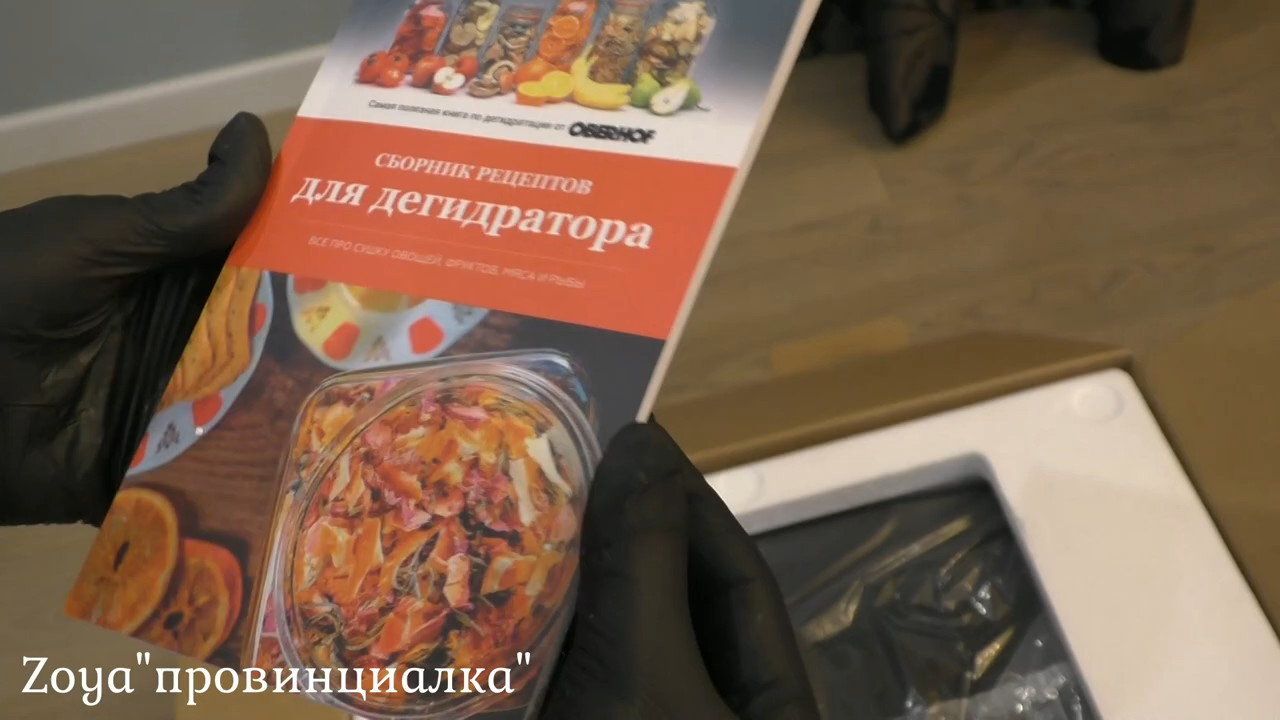 Самая полезная книга по дегидратации от OBERHOF
СБОРНИК РЕЦЕПТОВ
для дегидратора
ВСЕ ПРО СУШКУ ОВОЩЕЙ, ФРУКТОВ, МЯСА И РЫБЫ
Zoya"провинциалка"